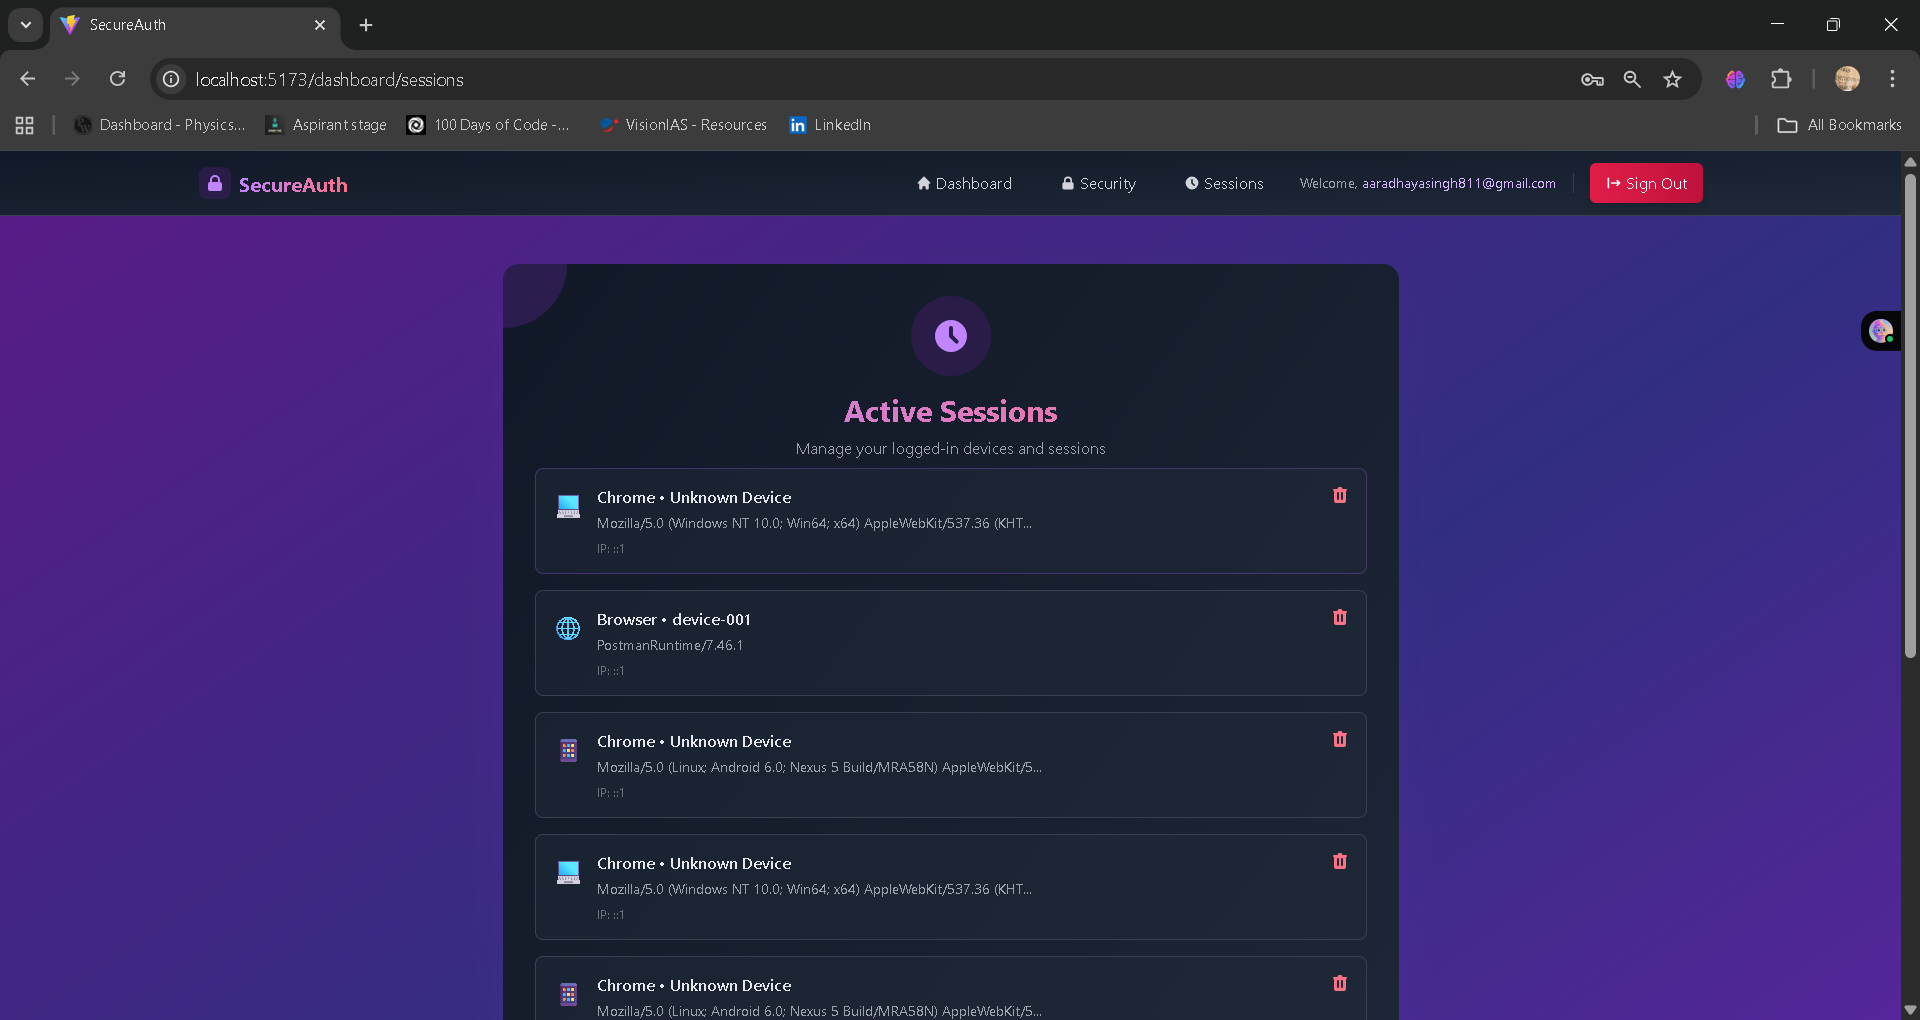 SecureAuth
localhost:5173/dashboard/sessions
Dashboard - Physics...
Aspirant stage
100 Days of Code -...
VisionIAS - Resources
LinkedIn
All Bookmarks
SecureAuth
Dashboard
Security
Sessions
Welcome, aaradhayasingh811@gmail.com
Sign Out
Active Sessions
Manage your logged-in devices and sessions
Chrome • Unknown Device
Mozilla/5.0 (Windows NT 10.0; Win64; x64) AppleWebKit/537.36 (KHT...
IP: ::1
Browser • device-001
PostmanRuntime/7.46.1
IP: ::1
Chrome • Unknown Device
Mozilla/5.0 (Linux; Android 6.0; Nexus 5 Build/MRA58N) AppleWebKit/5...
IP: ::1
Chrome • Unknown Device
Mozilla/5.0 (Windows NT 10.0; Win64; x64) AppleWebKit/537.36 (KHT...
IP: ::1
Chrome • Unknown Device
Mozilla/5.0 (Linux; Android 6.0; Nexus 5 Build/MRA58N) AppleWebKit/5...